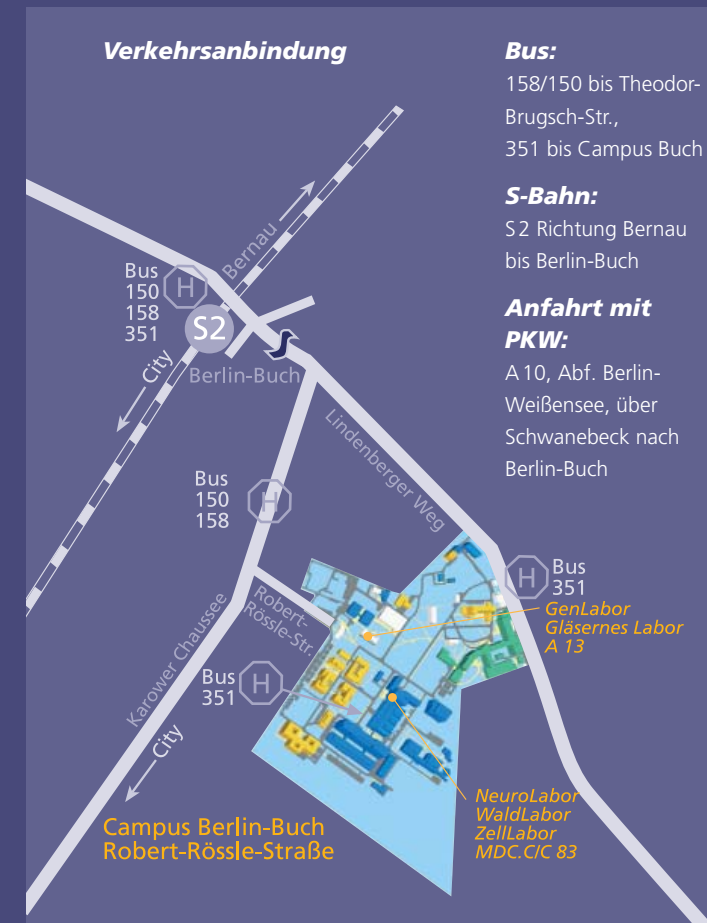 Verkehrsanbindung
Bus:
158/150 bis Theodor-
Brugsch-Str.,
351 bis Campus Buch
S-Bahn:
S2 Richtung Bernau
bis Berlin-Buch
Anfahrt mit
PKW:
A10, Abf. Berlin-
Weißensee, über
Schwanebeck nach
Berlin-Buch
Bernau
Bus
150
158
351
H
S2
City
Berlin-Buch
Lindenberger Weg
Bus
150
158
H
H
Bus
351
GenLabor
Gläsernes Labor
A 13
Robert-
Rössle-Str.
Karower Chaussee
Bus
351
H
City
NeuroLabor
WaldLabor
ZellLabor
MDC.C/C 83
Campus Berlin-Buch
Robert-Rössle-Straße